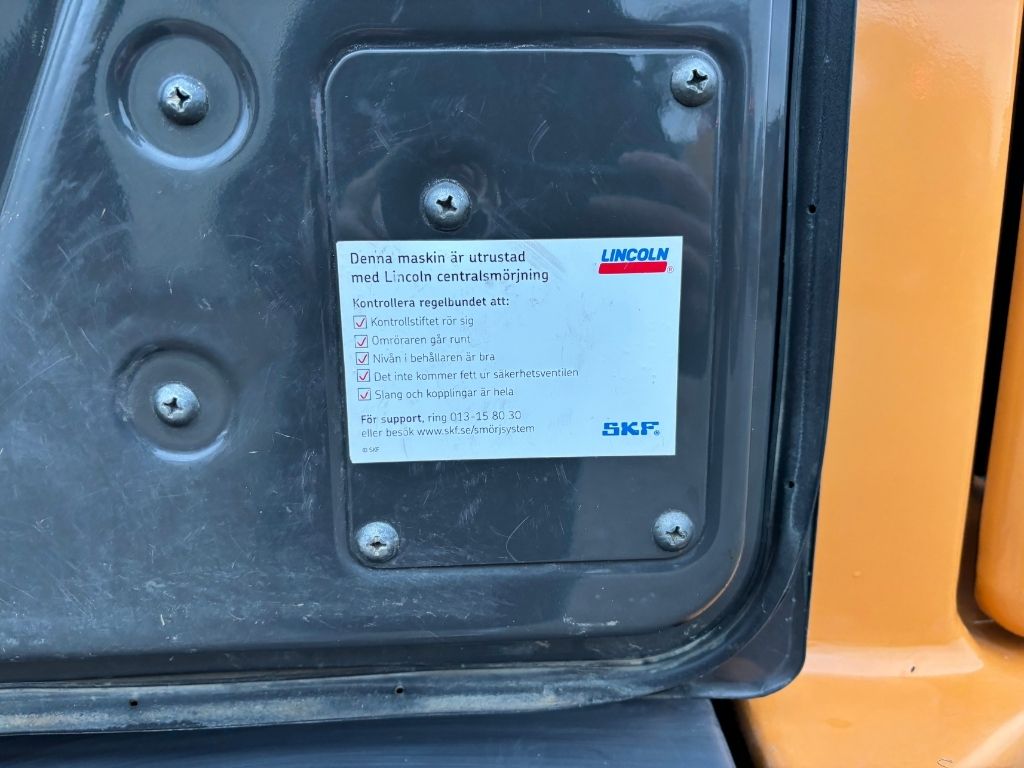 Denna maskin är utrustad
med Lincoln centralsmörjning
LINCOLN®
Kontrollera regelbundet att:
Kontrollstiftet rör sig
Omröraren går runt
Nivån i behållaren är bra
Det inte kommer fett ur säkerhetsventilen
Slang och kopplingar är hela
För support, ring 013-15 80 30
eller besök www.skf.se/smörjsystem
SKF®
© SKF